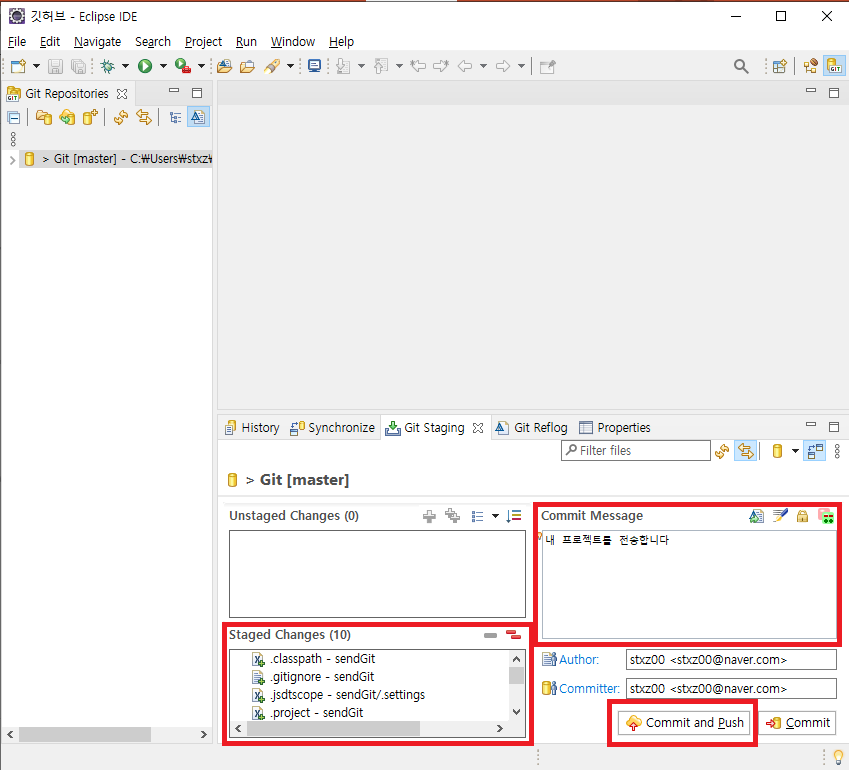 깃허브 - Eclipse IDE
File Edit Navigate Search Project Run Window Help
Git Repositories
> Git [master] - C:₩Users₩stxz₩
History Synchronize Git Staging Git Reflog Properties
Filter files
> Git [master]
Unstaged Changes (0)
Commit Message
내 프로젝트를 전송합니다
Staged Changes (10)
.classpath - sendGit
.gitignore - sendGit
.jsdtscope - sendGit/.settings
.project - sendGit
Author: stxz00 <stxz00@naver.com>
Committer: stxz00 <stxz00@naver.com>
Commit and Push Commit